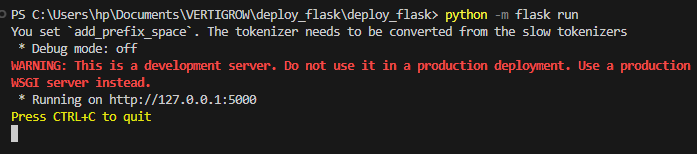 PS C:\Users\hp\Documents\VERTIGROW\deploy_flask\deploy_flask> python -m flask run
You set `add_prefix_space`. The tokenizer needs to be converted from the slow tokenizers
 * Debug mode: off
WARNING: This is a development server. Do not use it in a production deployment. Use a production
WSGI server instead.
 * Running on http://127.0.0.1:5000
Press CTRL+C to quit